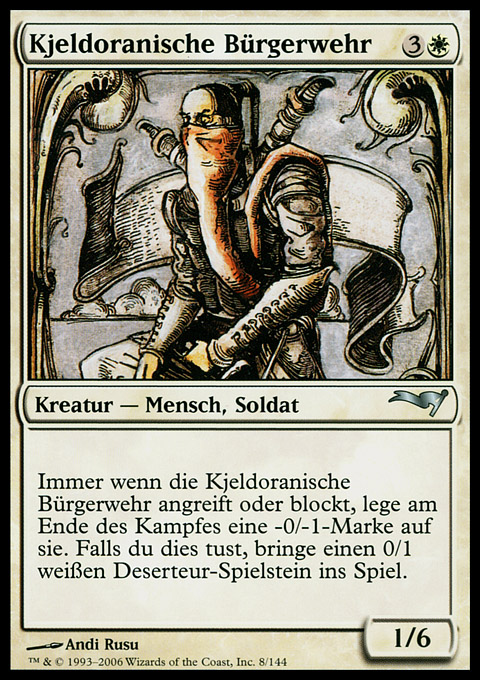 Kjeldoranische Bürgerwehr 3
Kreatur — Mensch, Soldat
Immer wenn die Kjeldoranische
Bürgerwehr angreift oder blockt, lege am
Ende des Kampfes eine -0/-1-Marke auf
sie. Falls du dies tust, bringe einen 0/1
weißen Deserteur-Spielstein ins Spiel.
1/6
Andi Rusu
™ & © 1993–2006 Wizards of the Coast, Inc. 8/144